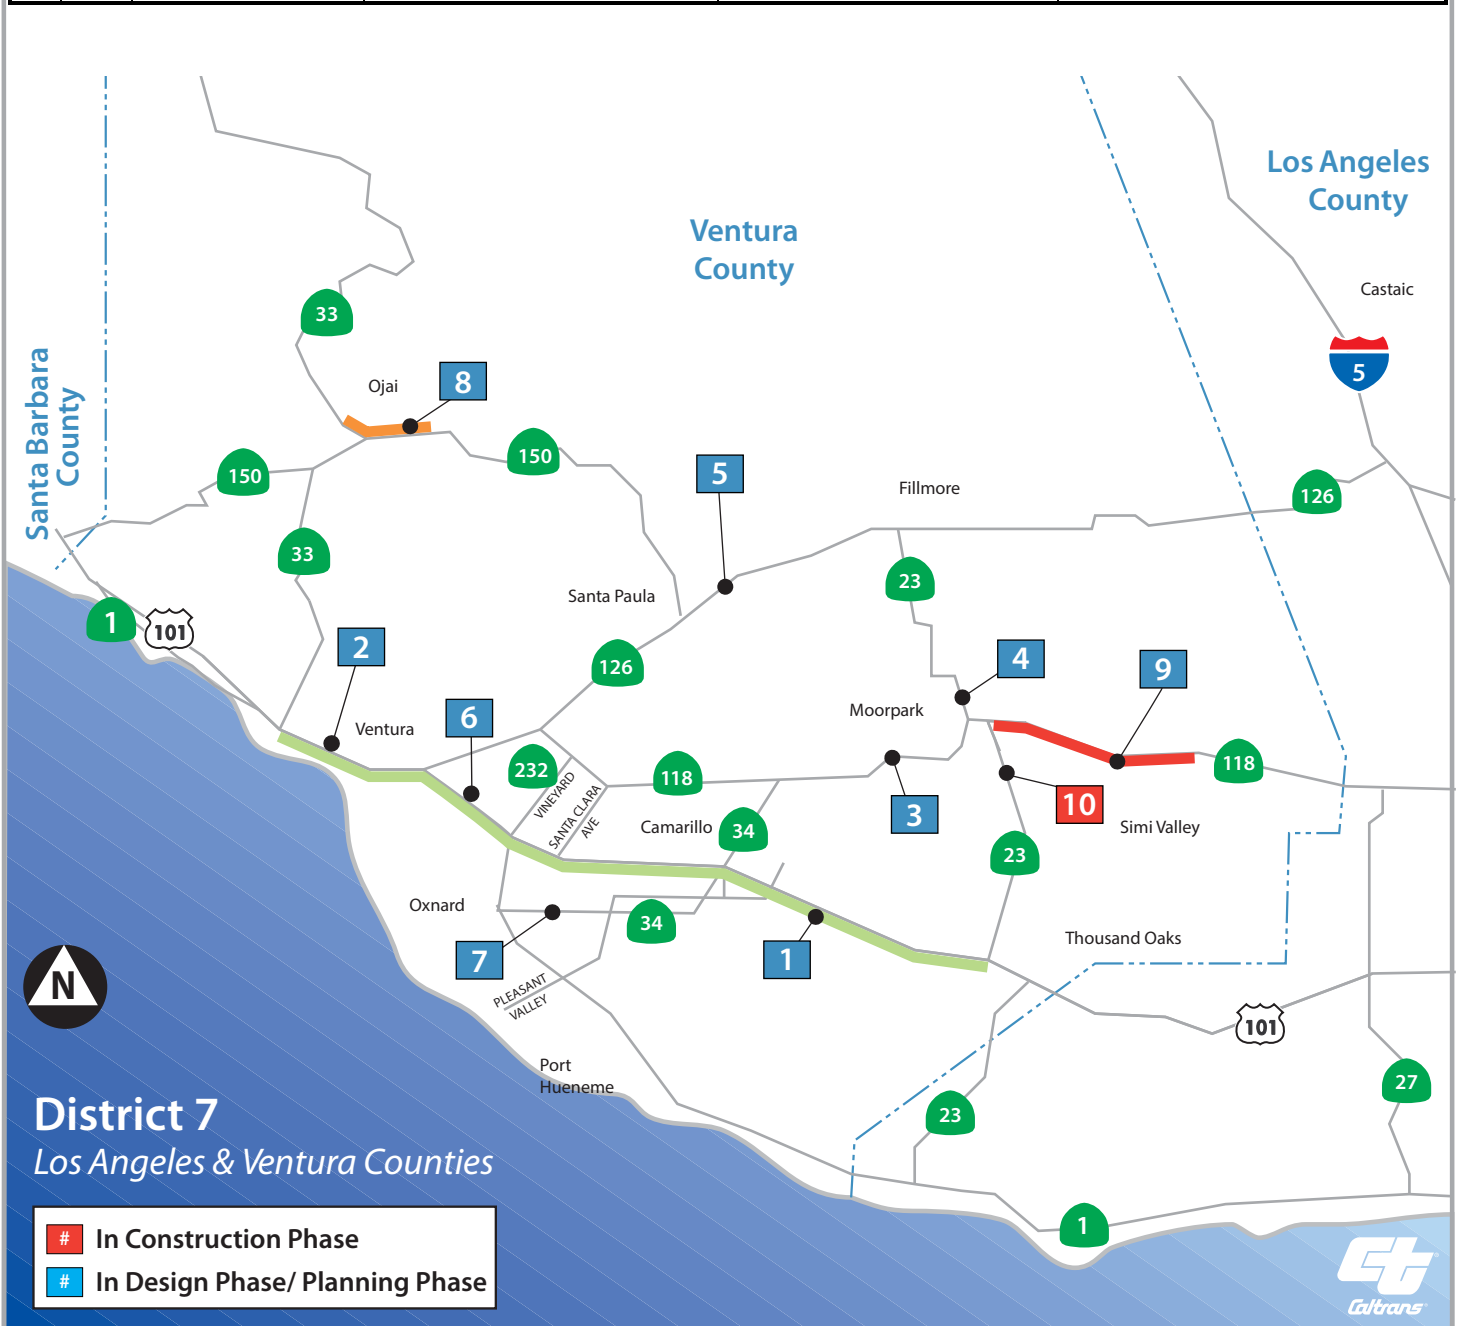 Los Angeles
County
Ventura
County
Castaic
33
5
Santa Barbara
County
Ojai
8
150
150
5
Fillmore
126
33
23
Santa Paula
1
101
2
126
4
9
Moorpark
6
Ventura
232
VINEYARD
SANTA CLARA
AVE
118
118
3
10
Camarillo
34
Simi Valley
23
Oxnard
34
7
1
Thousand Oaks
N
PLEASANT
VALLEY
101
Port
Hueneme
27
23
District 7
Los Angeles & Ventura Counties
1
# In Construction Phase
# In Design Phase/ Planning Phase
ct
Caltrans